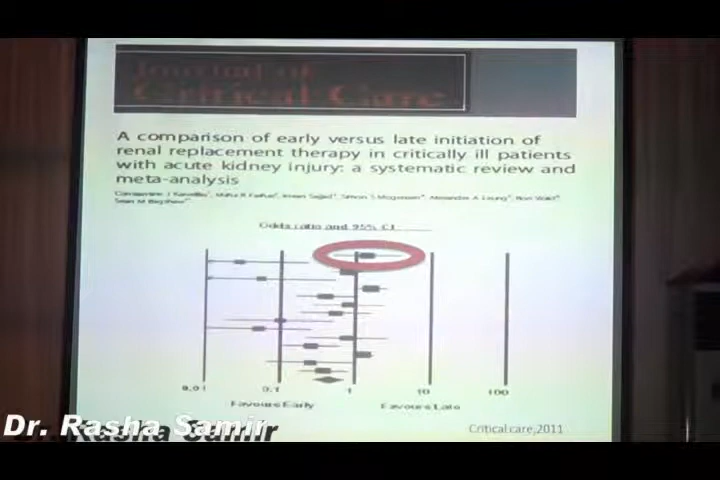 Journal of
Critical Care
A comparison of early versus late initiation of
renal replacement therapy in critically ill patients
with acute kidney injury: a systematic review and
meta-analysis
Odds ratio and 95% CI
0.01 0.1 1 10 100
Favours Early Favours Late
Critical care,2011
Dr. Rasha Samir